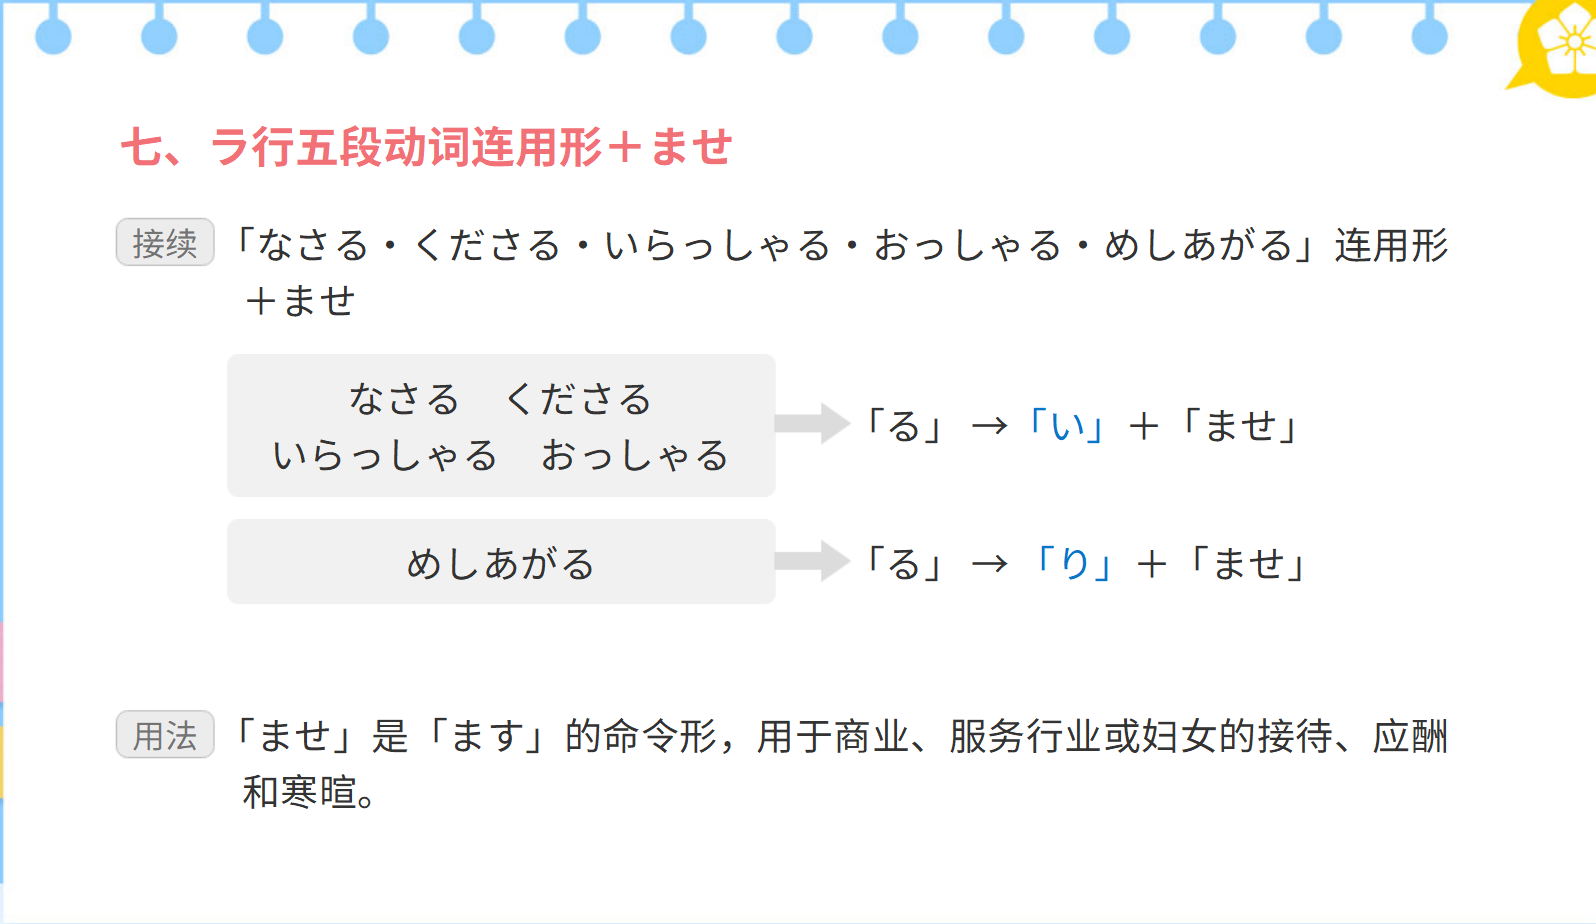 七、ラ行五段动词连用形＋ませ
接续 「なさる・くださる・いらっしゃる・おっしゃる・めしあがる」连用形
＋ませ
なさる　くださる
いらっしゃる　おっしゃる
「る」→「い」＋「ませ」
めしあがる
「る」→「り」＋「ませ」
用法 「ませ」是「ます」的命令形，用于商业、服务行业或妇女的接待、应酬
和寒暄。